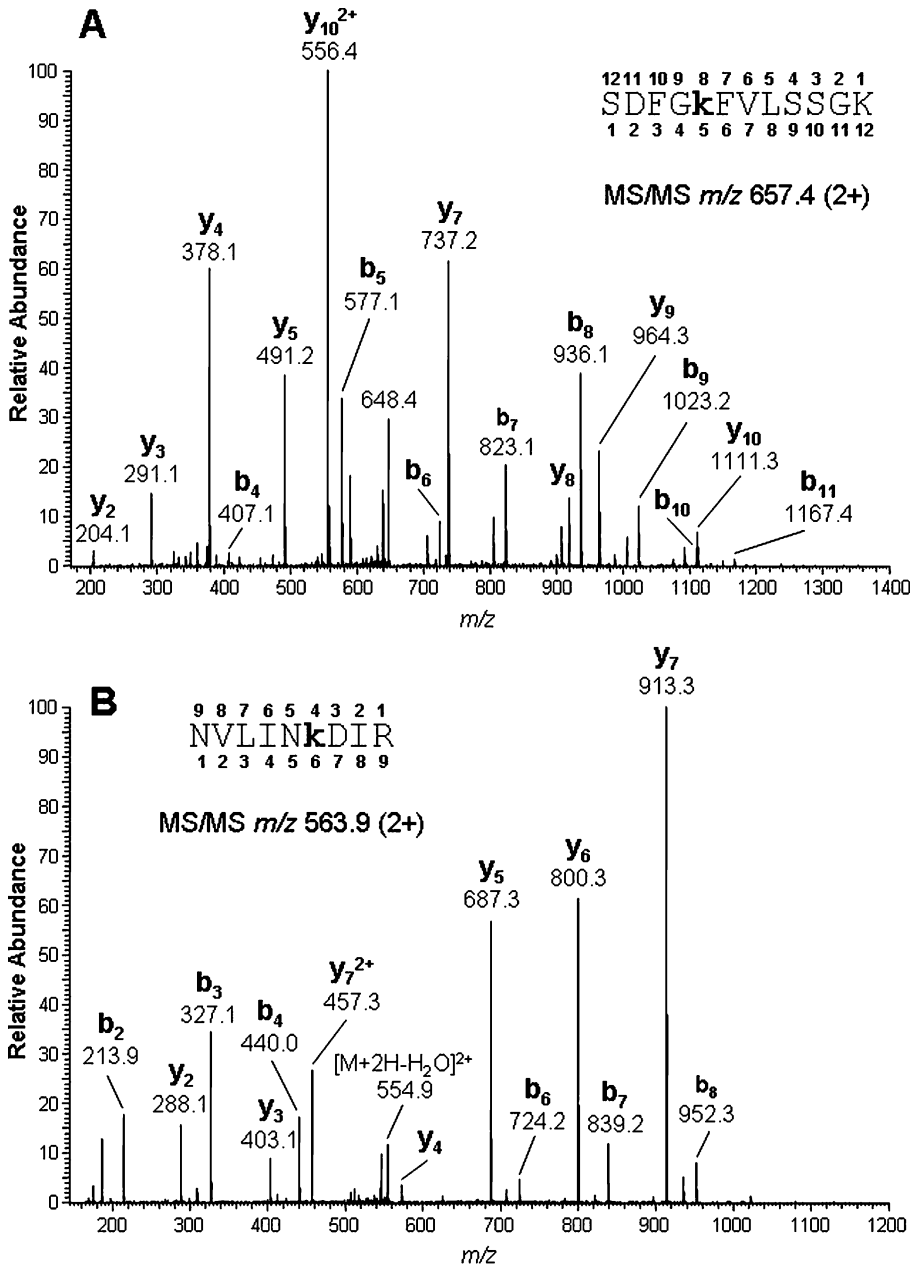 A
y10 2+
556.4
12 11 10 9 8 7 6 5 4 3 2 1
SDFGkFVLSSGK
1 2 3 4 5 6 7 8 9 10 11 12
MS/MS m/z 657.4 (2+)
y7
737.2
y4
378.1
b5
577.1
y5
491.2
648.4
b8
936.1
y9
964.3
b9
1023.2
y3
291.1
b7
823.1
y10
1111.3
b4
407.1
b6
y8
b10
b11
1167.4
y2
204.1
100
90
80
70
60
50
40
30
20
10
0
Relative Abundance
200 300 400 500 600 700 800 900 1000 1100 1200 1300 1400
m/z
B
y7
913.3
9 8 7 6 5 4 3 2 1
NVLINkDIR
1 2 3 4 5 6 7 8 9
MS/MS m/z 563.9 (2+)
y5
687.3
y6
800.3
b3
327.1
y7 2+
457.3
b4
440.0
b2
213.9
y2
288.1
[M+2H-H2O]2+
554.9
y3
403.1
y4
b6
724.2
b7
839.2
b8
952.3
100
90
80
70
60
50
40
30
20
10
0
Relative Abundance
200 300 400 500 600 700 800 900 1000 1100 1200
m/z